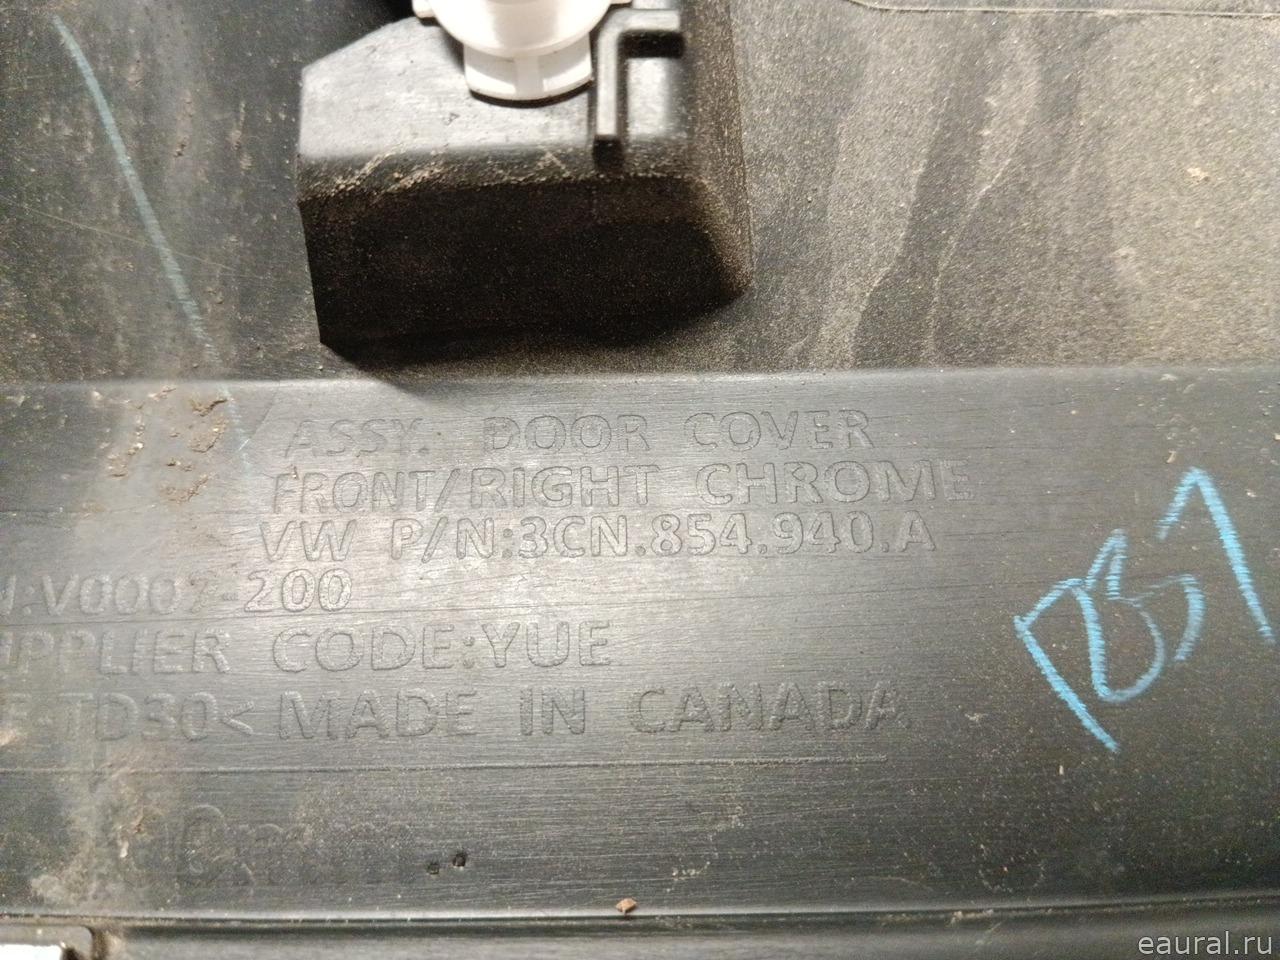 ASSY. DOOR COVER
FRONT/RIGHT CHROME
VW P/N:3CN.854.940.A
N:V0007-200
UPPLIER CODE:YUE
E-TD30< MADE IN CANADA
eaural.ru